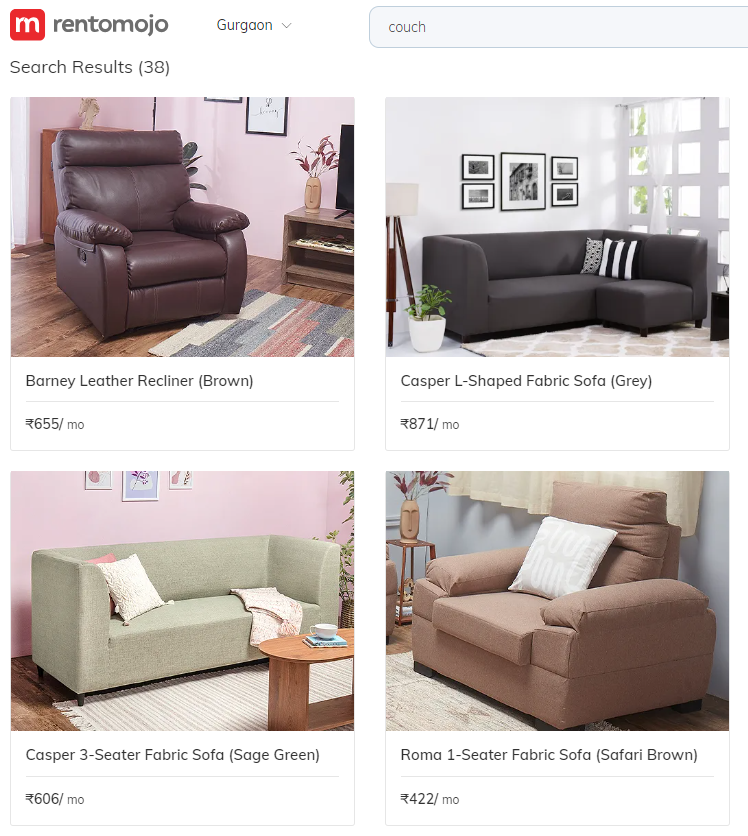 m rentomojo
Gurgaon
couch
Search Results (38)
Barney Leather Recliner (Brown)
₹655/ mo
Casper L-Shaped Fabric Sofa (Grey)
₹871/ mo
Casper 3-Seater Fabric Sofa (Sage Green)
₹606/ mo
Roma 1-Seater Fabric Sofa (Safari Brown)
₹422/ mo